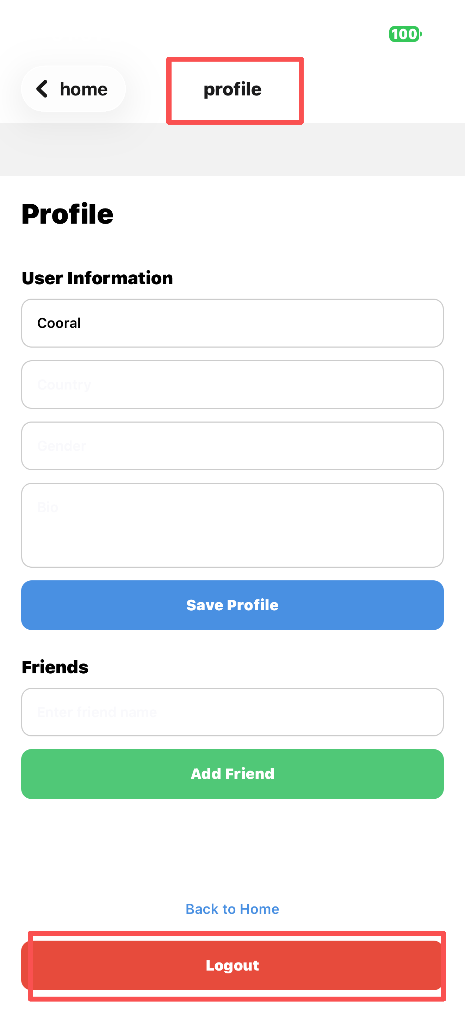 100
home
profile
Profile
User Information
Cooral
Country
Gender
Bio
Save Profile
Friends
Enter friend name
Add Friend
Back to Home
Logout